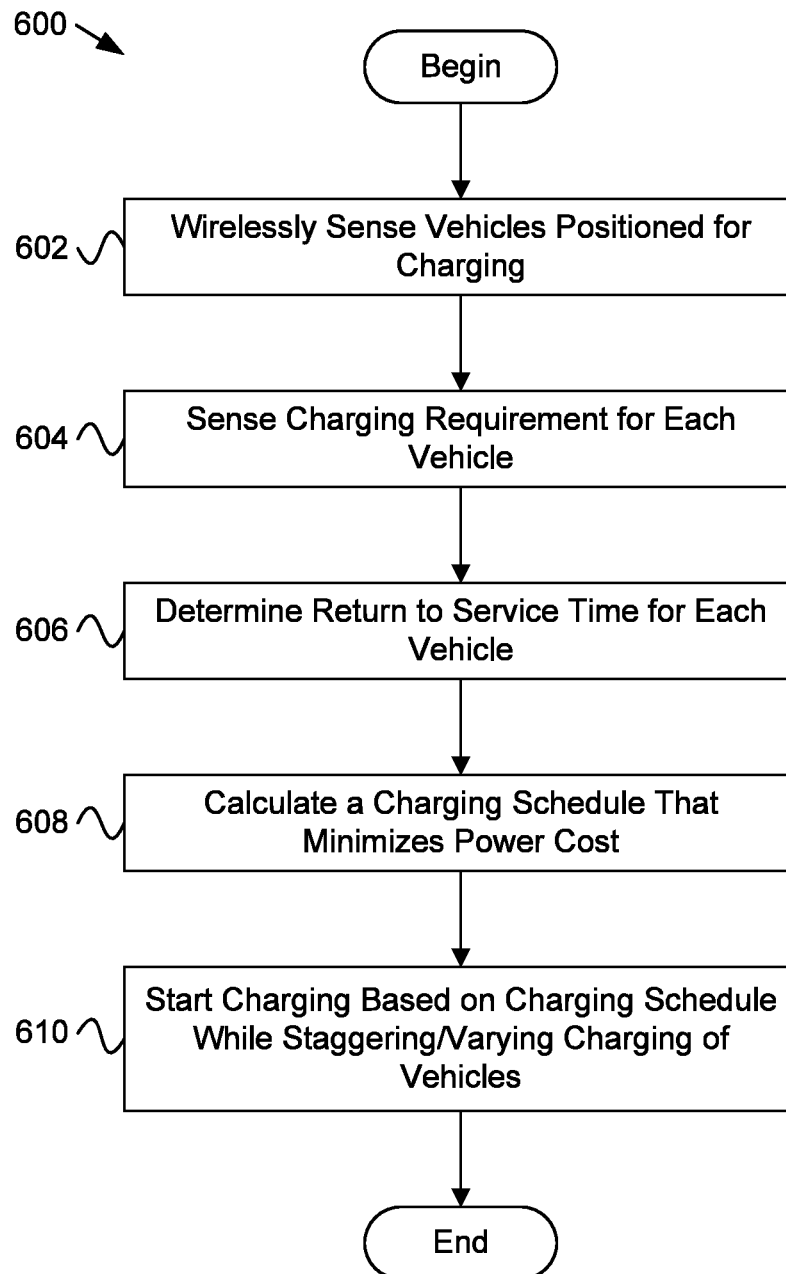 600
Begin
602
Wirelessly Sense Vehicles Positioned for
Charging
604
Sense Charging Requirement for Each
Vehicle
606
Determine Return to Service Time for Each
Vehicle
608
Calculate a Charging Schedule That
Minimizes Power Cost
610
Start Charging Based on Charging Schedule
While Staggering/Varying Charging of
Vehicles
End